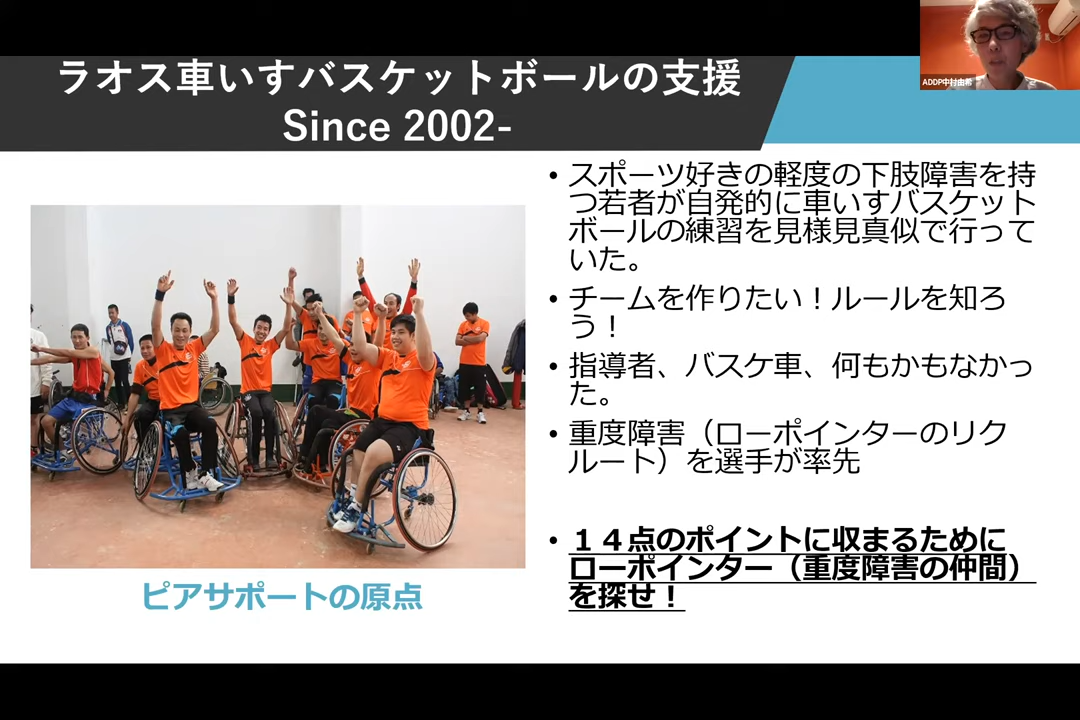 ラオス車いすバスケットボールの支援
Since 2002-
ADDP中村由希
• スポーツ好きの軽度の下肢障害を持
つ若者が自発的に車いすバスケット
ボールの練習を見様見真似で行って
いた。
• チームを作りたい！ルールを知ろ
う！
• 指導者、バスケ車、何もかもなかっ
た。
• 重度障害（ローポインターのリク
ルート）を選手が率先
• １４点のポイントに収まるために
ローポインター（重度障害の仲間）
を探せ！
ピアサポートの原点